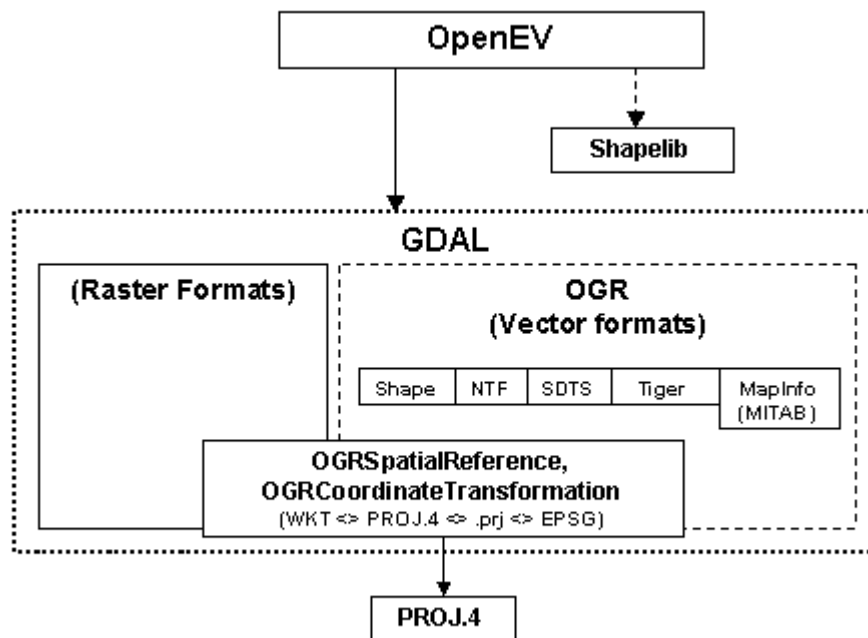 OpenEV
Shapelib
GDAL
(Raster Formats)
OGR
(Vector formats)
Shape NTF SDTS Tiger MapInfo
(MITAB)
OGRSpatialReference,
OGRCoordinateTransformation
(WKT <> PROJ.4 <> .prj <> EPSG)
PROJ.4